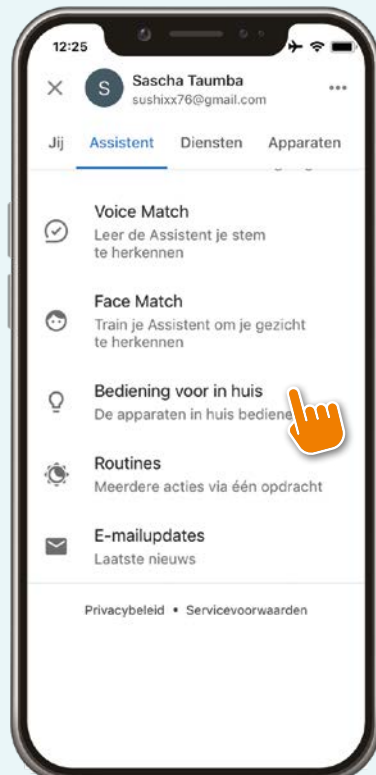 12:25
S
Sascha Taumba
sushixx76@gmail.com
Jij Assistent Diensten Apparaten
Voice Match
Leer de Assistent je stem
te herkennen
Face Match
Train je Assistent om je gezicht
te herkennen
Bediening voor in huis
De apparaten in huis bediene
Routines
Meerdere acties via één opdracht
E-mailupdates
Laatste nieuws
Privacybeleid • Servicevoorwaarden